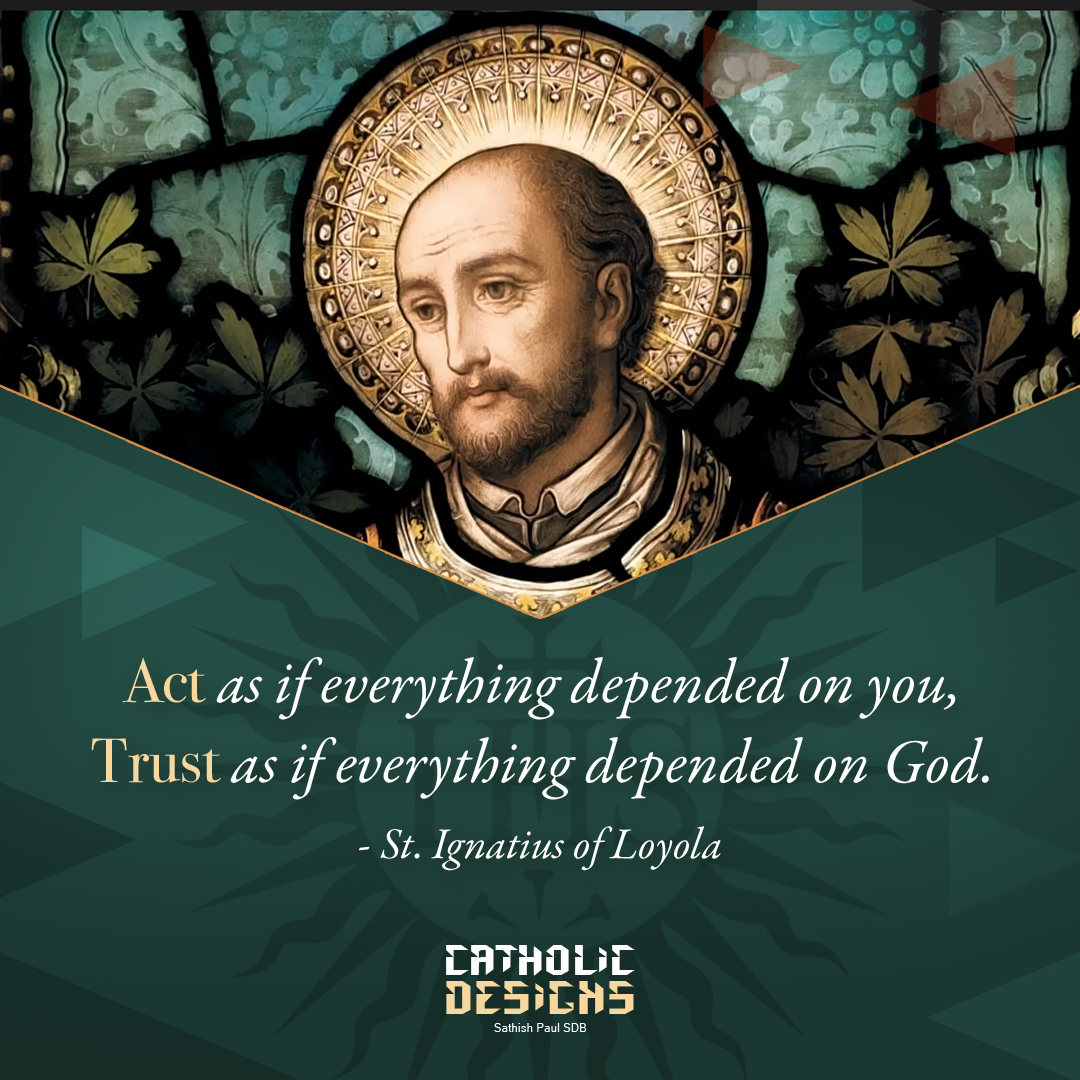 Act as if everything depended on you,
Trust as if everything depended on God.
- St. Ignatius of Loyola
IHS
CATHOLIC
DESIGNS
Sathish Paul SDB